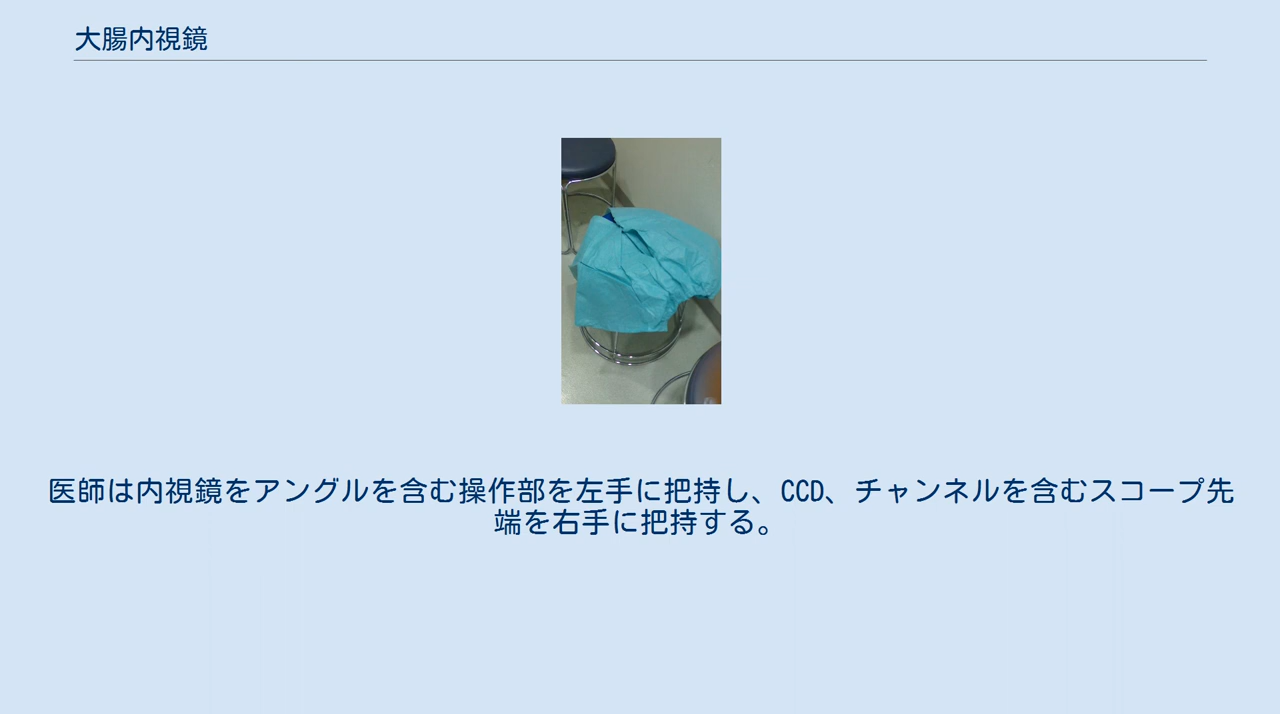 大腸内視鏡
医師は内視鏡をアングルを含む操作部を左手に把持し、CCD、チャンネルを含むスコープ先
端を右手に把持する。